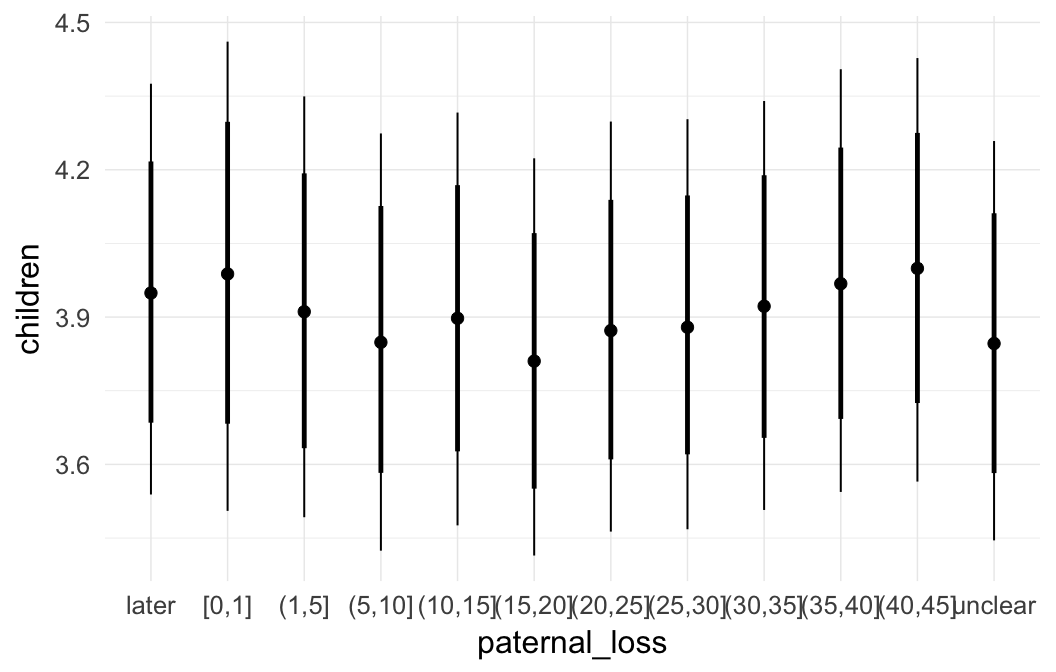 4.5
4.2
3.9
3.6
children
later [0,1] (1,5] (5,10] (10,15] (15,20] (20,25] (25,30] (30,35] (35,40] (40,45] unclear
paternal_loss